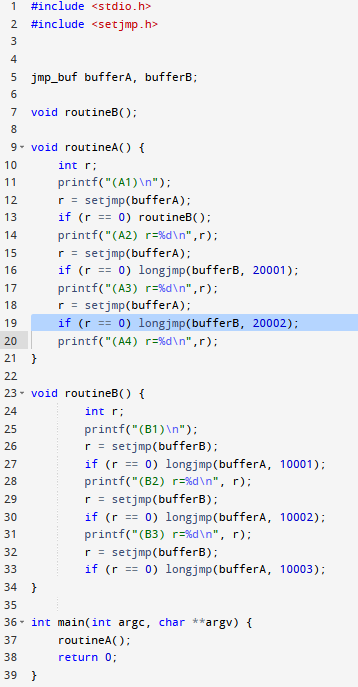 1 #include <stdio.h>
2 #include <setjmp.h>
3
4
5 jmp_buf bufferA, bufferB;
6
7 void routineB();
8
9 void routineA() {
10 int r;
11 printf("(A1)\n");
12 r = setjmp(bufferA);
13 if (r == 0) routineB();
14 printf("(A2) r=%d\n",r);
15 r = setjmp(bufferA);
16 if (r == 0) longjmp(bufferB, 20001);
17 printf("(A3) r=%d\n",r);
18 r = setjmp(bufferA);
19 if (r == 0) longjmp(bufferB, 20002);
20 printf("(A4) r=%d\n",r);
21 }
22
23 void routineB() {
24 int r;
25 printf("(B1)\n");
26 r = setjmp(bufferB);
27 if (r == 0) longjmp(bufferA, 10001);
28 printf("(B2) r=%d\n", r);
29 r = setjmp(bufferB);
30 if (r == 0) longjmp(bufferA, 10002);
31 printf("(B3) r=%d\n", r);
32 r = setjmp(bufferB);
33 if (r == 0) longjmp(bufferA, 10003);
34 }
35
36 int main(int argc, char **argv) {
37 routineA();
38 return 0;
39 }